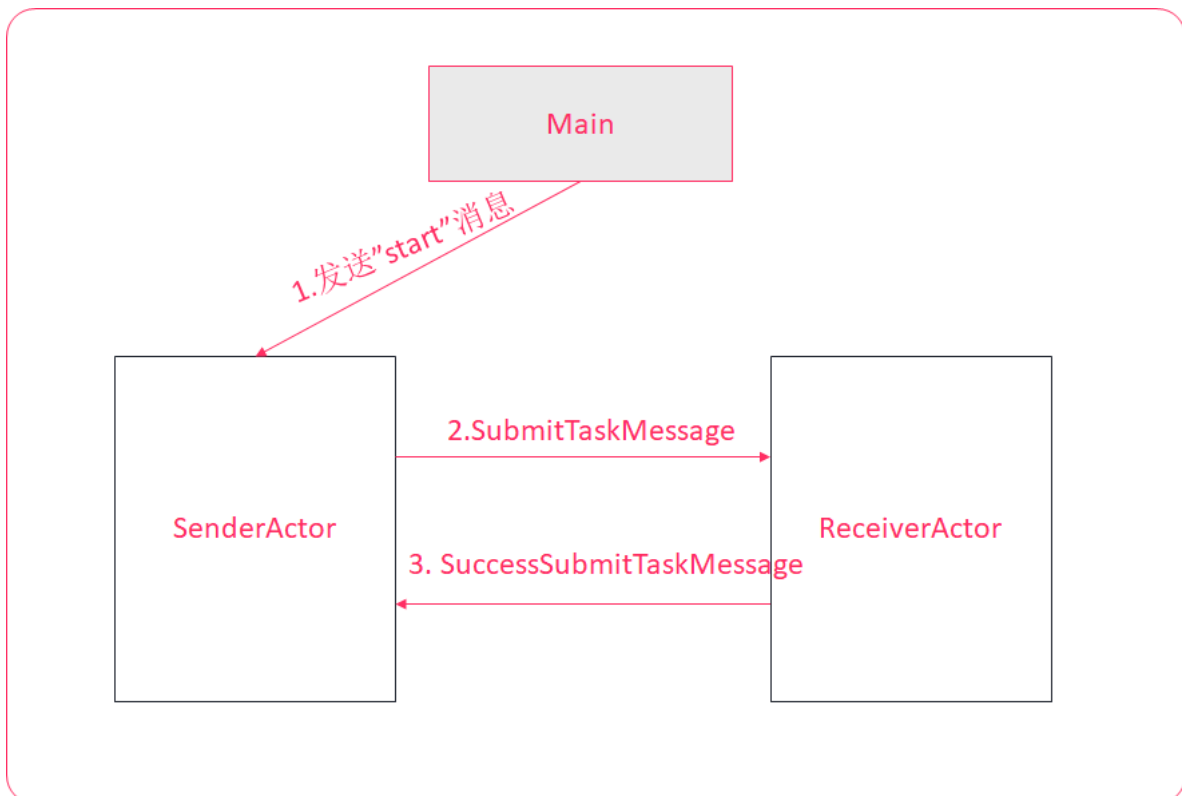 Main
1.发送”start”消息
2.SubmitTaskMessage
SenderActor
ReceiverActor
3. SuccessSubmitTaskMessage